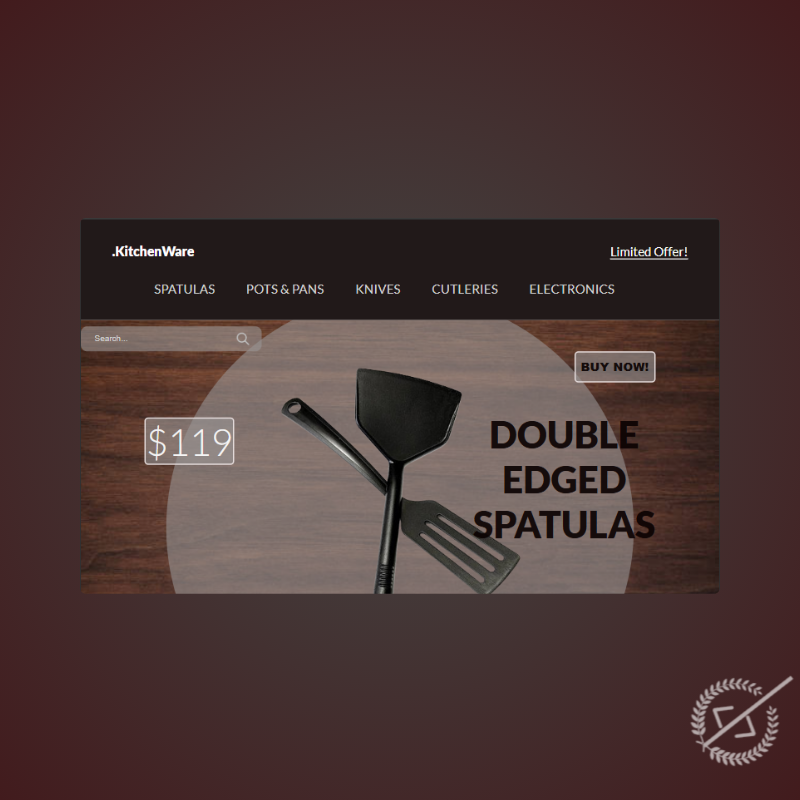 .KitchenWare
Limited Offer!
SPATULAS POTS & PANS KNIVES CUTLERIES ELECTRONICS
Search...
BUY NOW!
$119
DOUBLE
EDGED
SPATULAS